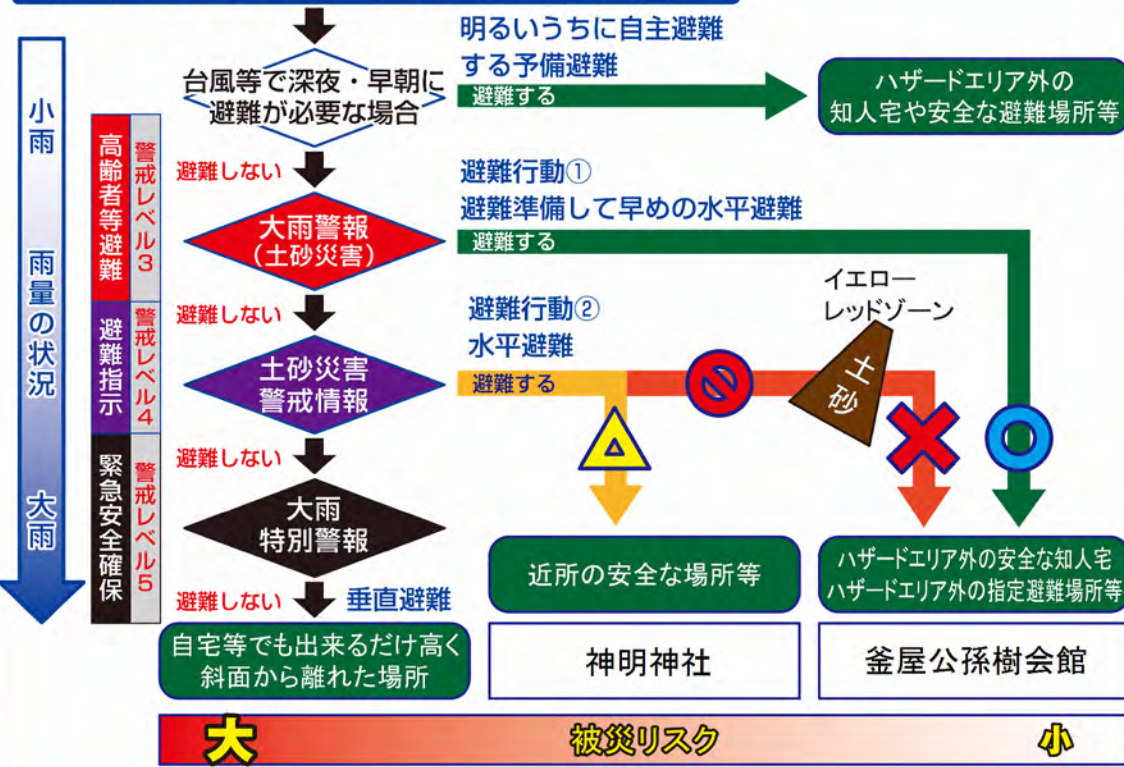 明るいうちに自主避難
する予備避難
台風等で深夜・早朝に
避難が必要な場合
避難する
ハザードエリア外の
知人宅や安全な避難場所等
小雨
雨量の状況
大雨
高齢者等避難
警戒レベル3
避難しない
避難行動①
避難準備して早めの水平避難
大雨警報
(土砂災害)
避難する
避難指示
警戒レベル4
避難しない
避難行動②
水平避難
イエロー
レッドゾーン
土砂災害
警戒情報
避難する
土砂
緊急安全確保
警戒レベル5
避難しない
大雨
特別警報
近所の安全な場所等
ハザードエリア外の安全な知人宅
ハザードエリア外の指定避難場所等
避難しない
垂直避難
自宅等でも出来るだけ高く
斜面から離れた場所
神明神社
釜屋公孫樹会館
大
被災リスク
小